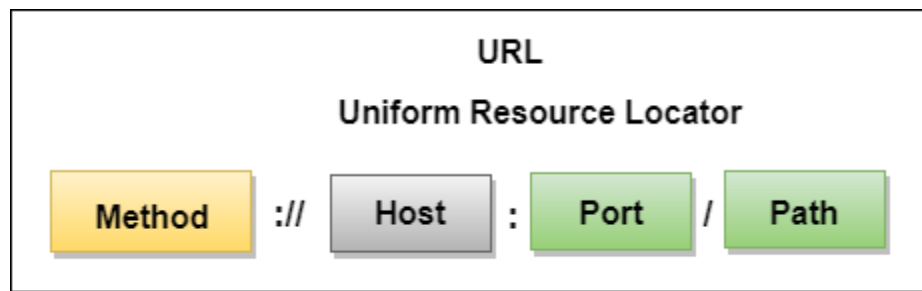 URL
Uniform Resource Locator
Method :// Host : Port / Path